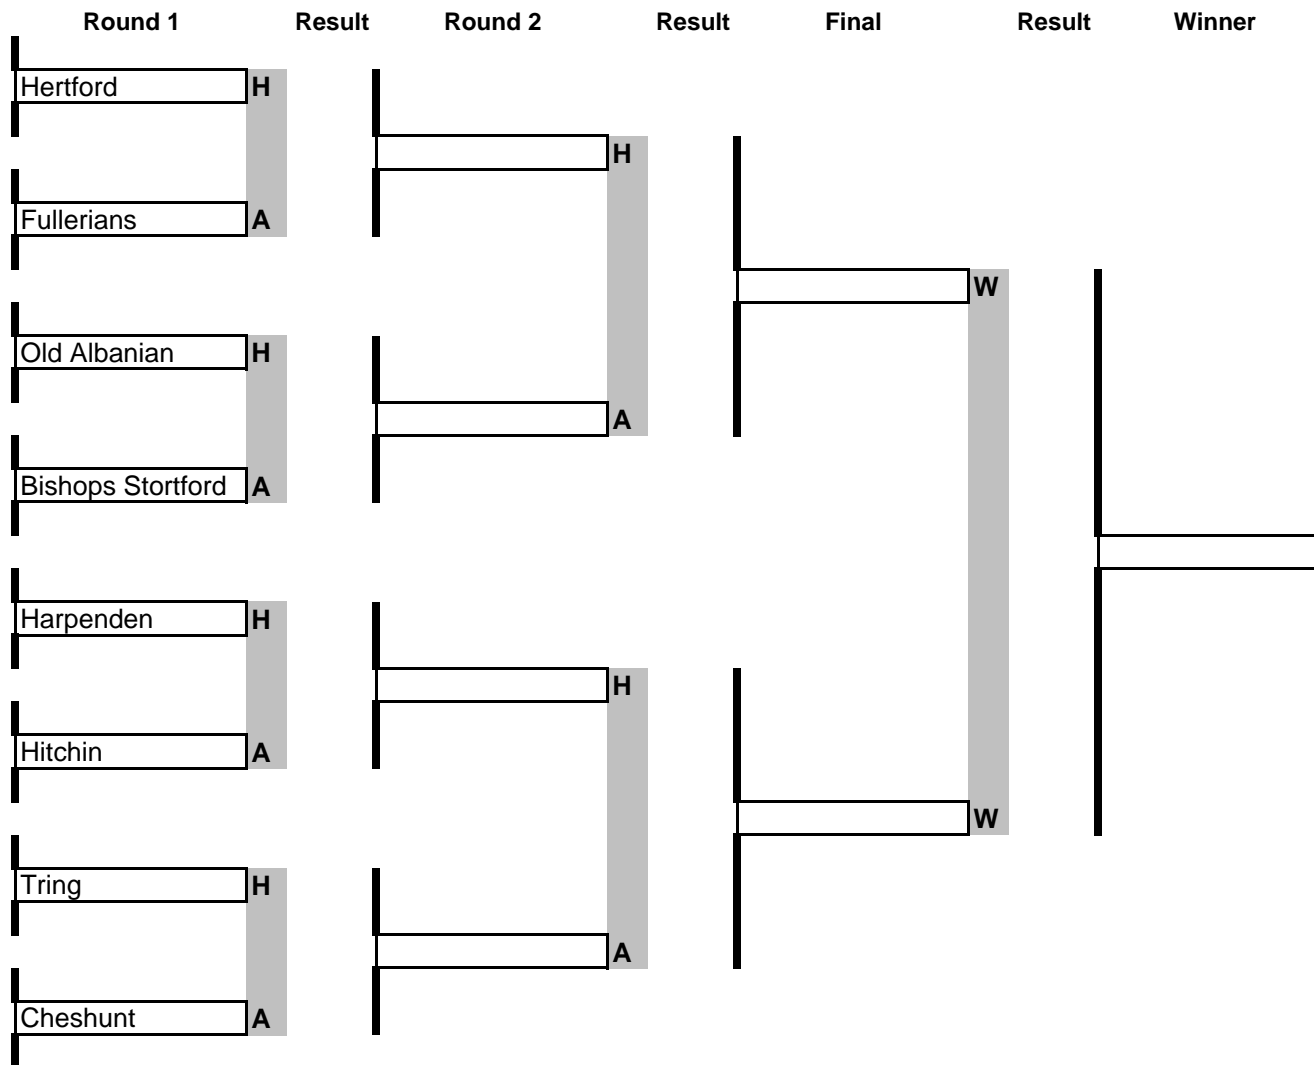 Round 1 Result Round 2 Result Final Result Winner
Hertford H
H
Fullerians A
W
Old Albanian H
A
Bishops Stortford A
Harpenden H
H
Hitchin A
W
Tring H
A
Cheshunt A